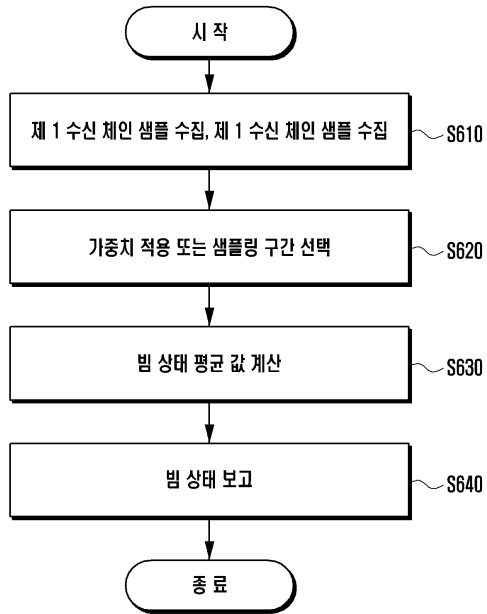 시 작
제 1 수신 체인 샘플 수집, 제 1 수신 체인 샘플 수집
S610
가중치 적용 또는 샘플링 구간 선택
S620
빔 상태 평균 값 계산
S630
빔 상태 보고
S640
종 료